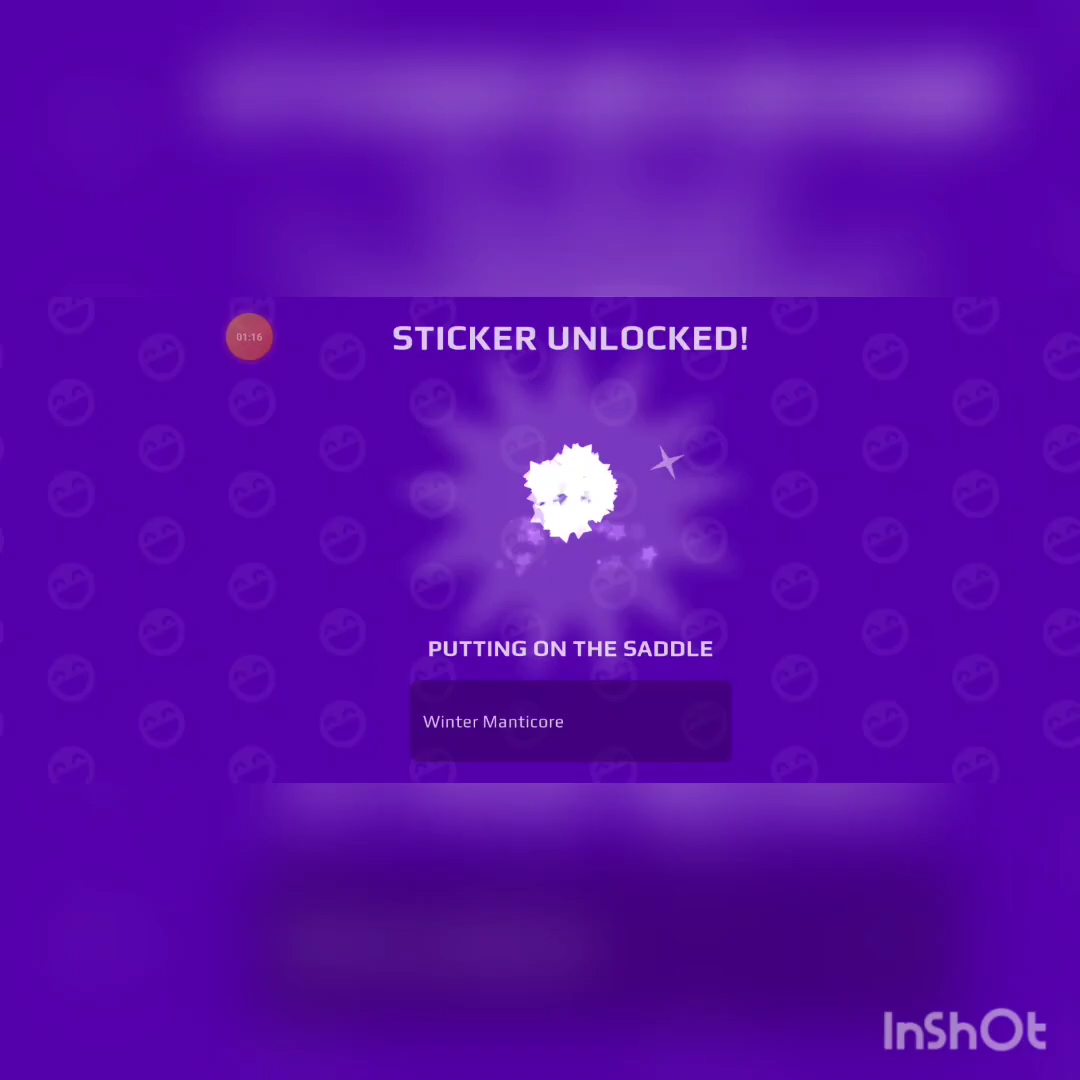 01:16
STICKER UNLOCKED!
PUTTING ON THE SADDLE
Winter Manticore
InShOt